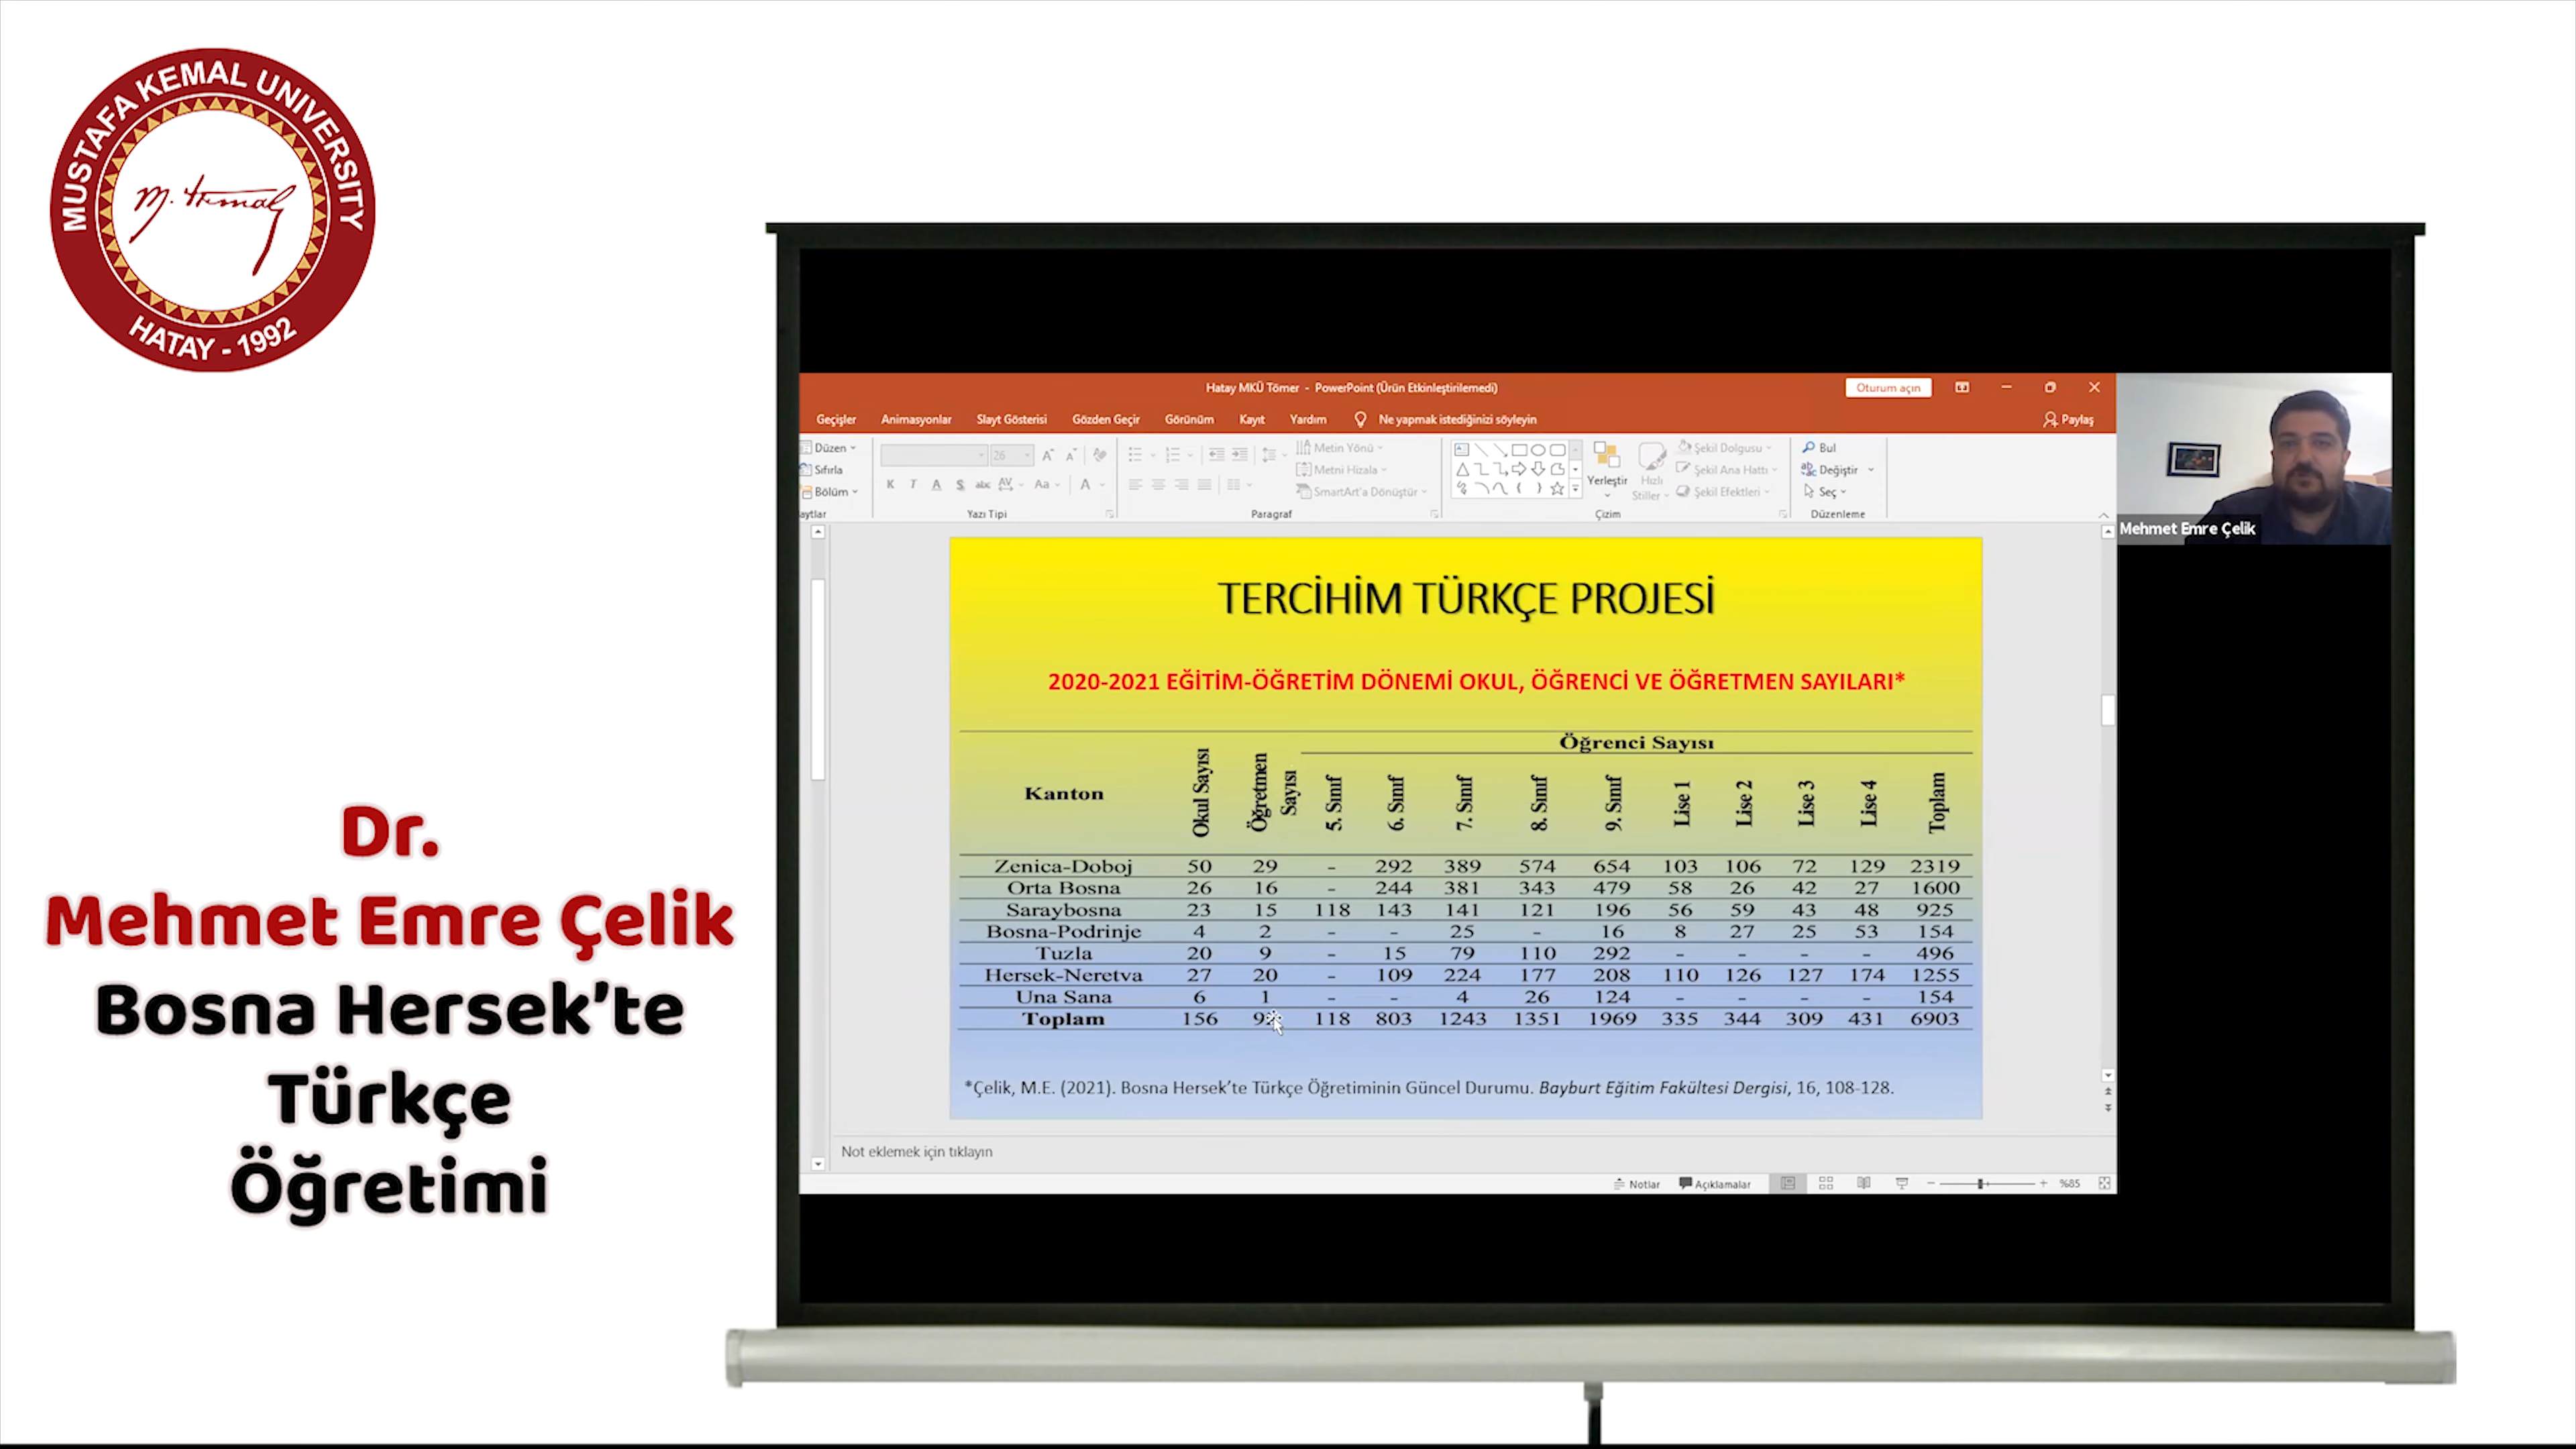 MUSTAFA KEMAL UNIVERSITY
HATAY - 1992
Dr.
Mehmet Emre Çelik
Bosna Hersek’te
Türkçe
Öğretimi
Hatay MKÜ Tömer - PowerPoint (Ürün Etkinleştirilemedi)
Oturum açın
Geçişler Animasyonlar Slayt Gösterisi Gözden Geçir Görünüm Kayıt Yardım Ne yapmak istediğinizi söyleyin Paylaş
Düzen
Sıfırla
Bölüm
aytlar
26
K T A S abc AV Aa A
Yazı Tipi
Metin Yönü
Metni Hizala
SmartArt'a Dönüştür
Paragraf
Yerleştir
Hızlı
Stiller
Şekil Dolgusu
Şekil Ana Hattı
Şekil Efektleri
Çizim
Bul
Değiştir
Seç
Düzenleme
Mehmet Emre Çelik
TERCİHİM TÜRKÇE PROJESİ
2020-2021 EĞİTİM-ÖĞRETİM DÖNEMİ OKUL, ÖĞRENCİ VE ÖĞRETMEN SAYILARI*
Öğrenci Sayısı
Kanton Okul Sayısı Öğretmen Sayısı 5. Sınıf 6. Sınıf 7. Sınıf 8. Sınıf 9. Sınıf Lise 1 Lise 2 Lise 3 Lise 4 Toplam
Zenica-Doboj 50 29 - 292 389 574 654 103 106 72 129 2319
Orta Bosna 26 16 - 244 381 343 479 58 26 42 27 1600
Saraybosna 23 15 118 143 141 121 196 56 59 43 48 925
Bosna-Podrinje 4 2 - - 25 - 16 8 27 25 53 154
Tuzla 20 9 - 15 79 110 292 - - - - 496
Hersek-Neretva 27 20 - 109 224 177 208 110 126 127 174 1255
Una Sana 6 1 - - 4 26 124 - - - - 154
Toplam 156 118 803 1243 1351 1969 335 344 309 431 6903
*Çelik, M.E. (2021). Bosna Hersek’te Türkçe Öğretiminin Güncel Durumu. Bayburt Eğitim Fakültesi Dergisi, 16, 108-128.
Not eklemek için tıklayın
Notlar Açıklamalar %85